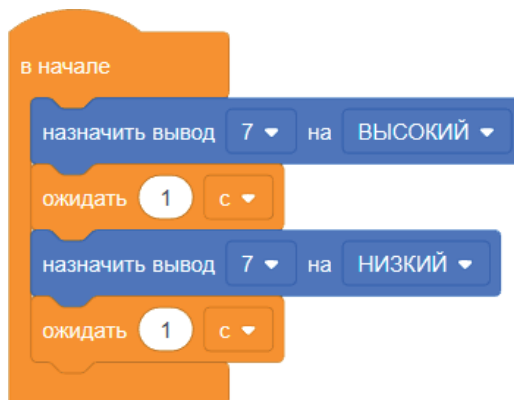 в начале
назначить вывод 7 на ВЫСОКИЙ
ожидать 1 с
назначить вывод 7 на НИЗКИЙ
ожидать 1 с